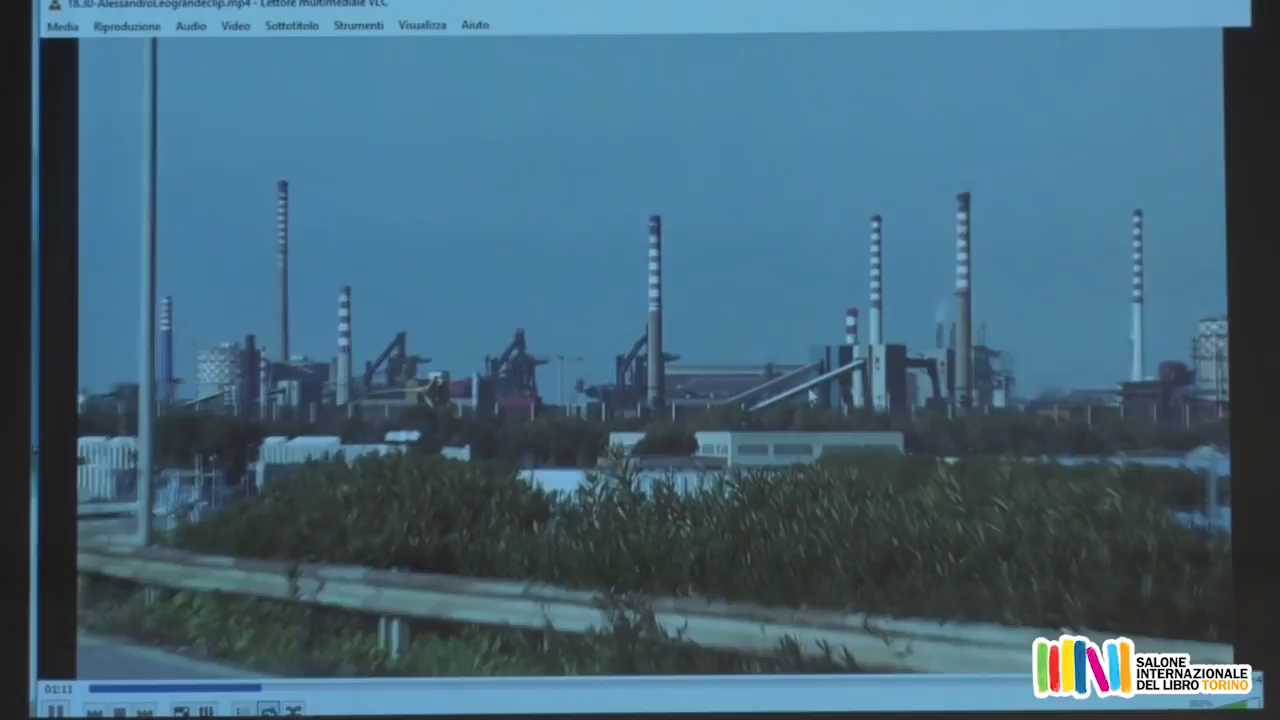 18.30-AlessandroLeograndeclip.mp4 - Lettore multimediale VLC
Media Riproduzione Audio Video Sottotitolo Strumenti Visualizza Aiuto
01:11
SALONE
INTERNAZIONALE
DEL LIBRO TORINO